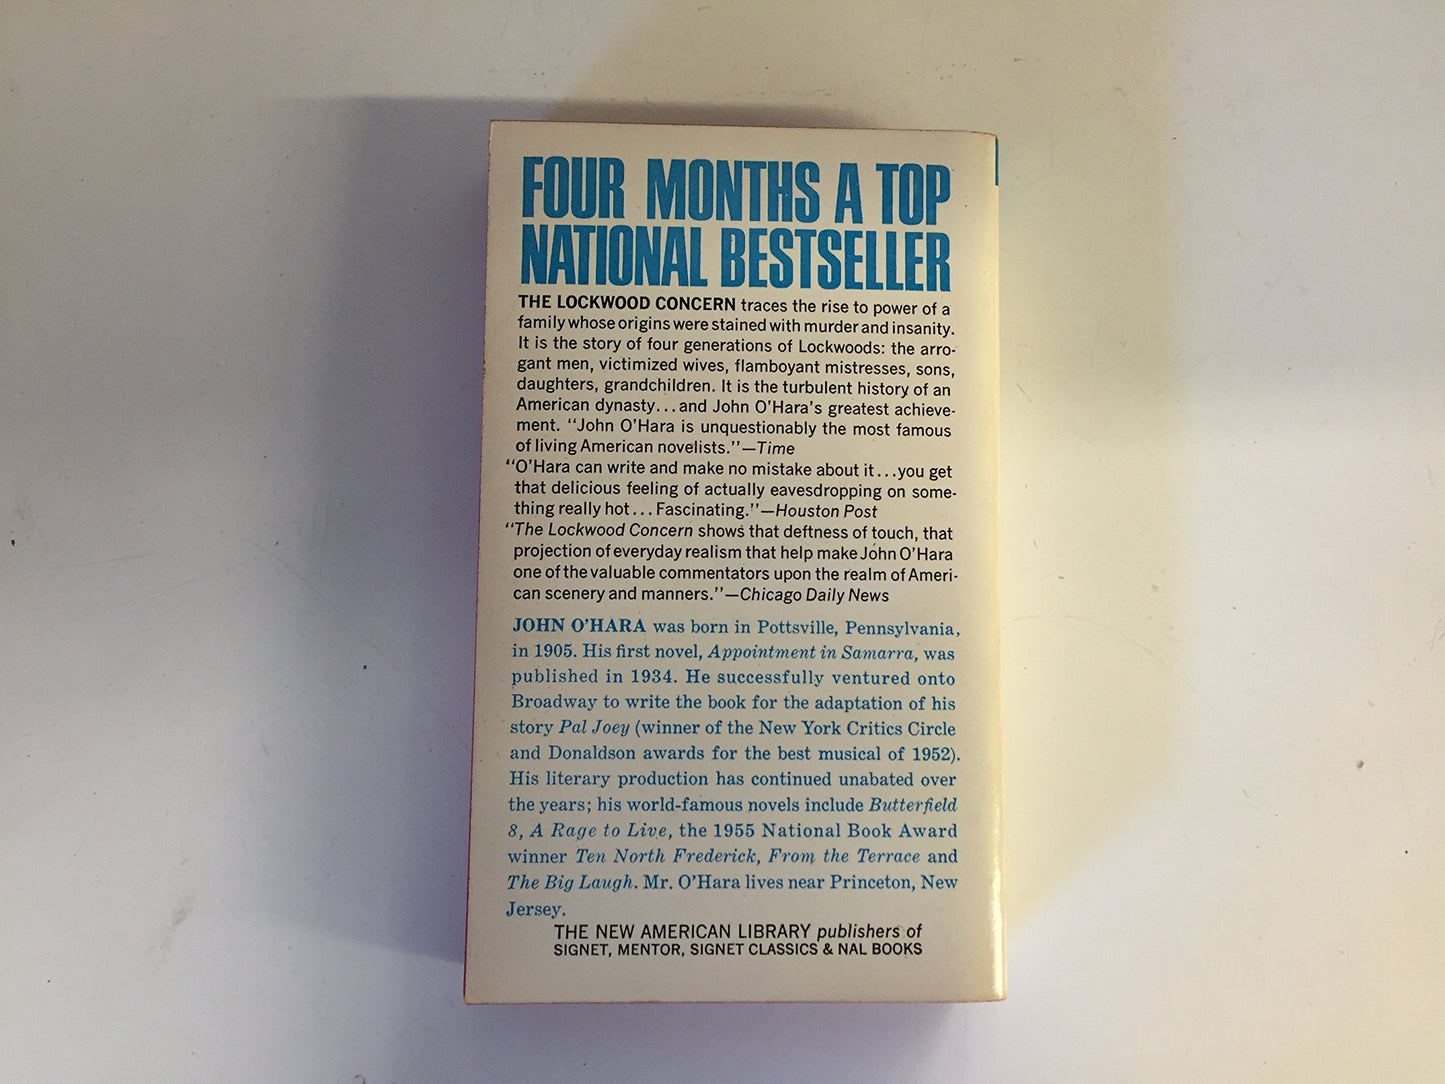 FOUR MONTHS A TOP
NATIONAL BESTSELLER
THE LOCKWOOD CONCERN traces the rise to power of a
family whose origins were stained with murder and insanity.
It is the story of four generations of Lockwoods: the arro-
gant men, victimized wives, flamboyant mistresses, sons,
daughters, grandchildren. It is the turbulent history of an
American dynasty...and John O'Hara's greatest achieve-
ment. "John O'Hara is unquestionably the most famous
of living American novelists."—Time
"O'Hara can write and make no mistake about it...you get
that delicious feeling of actually eavesdropping on some-
thing really hot... Fascinating."—Houston Post
"The Lockwood Concern shows that deftness of touch, that
projection of everyday realism that help make John O'Hara
one of the valuable commentators upon the realm of Ameri-
can scenery and manners."—Chicago Daily News
JOHN O'HARA was born in Pottsville, Pennsylvania,
in 1905. His first novel, Appointment in Samarra, was
published in 1934. He successfully ventured onto
Broadway to write the book for the adaptation of his
story Pal Joey (winner of the New York Critics Circle
and Donaldson awards for the best musical of 1952).
His literary production has continued unabated over
the years; his world-famous novels include Butterfield
8, A Rage to Live, the 1955 National Book Award
winner Ten North Frederick, From the Terrace and
The Big Laugh. Mr. O'Hara lives near Princeton, New
Jersey.
THE NEW AMERICAN LIBRARY publishers of
SIGNET, MENTOR, SIGNET CLASSICS & NAL BOOKS